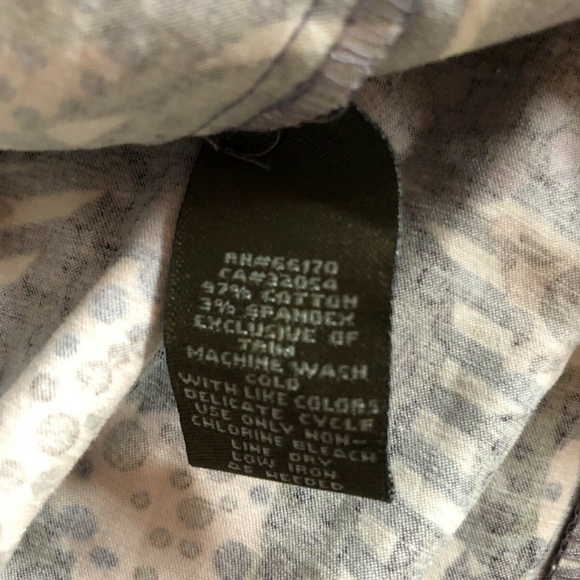 RN#66170
CA#32054
97% COTTON
3% SPANDEX
EXCLUSIVE OF
TRIM
MACHINE WASH
COLD
WITH LIKE COLORS
DELICATE CYCLE
USE ONLY NON-
CHLORINE BLEACH
LINE DRY,
LOW IRON
AS NEEDED